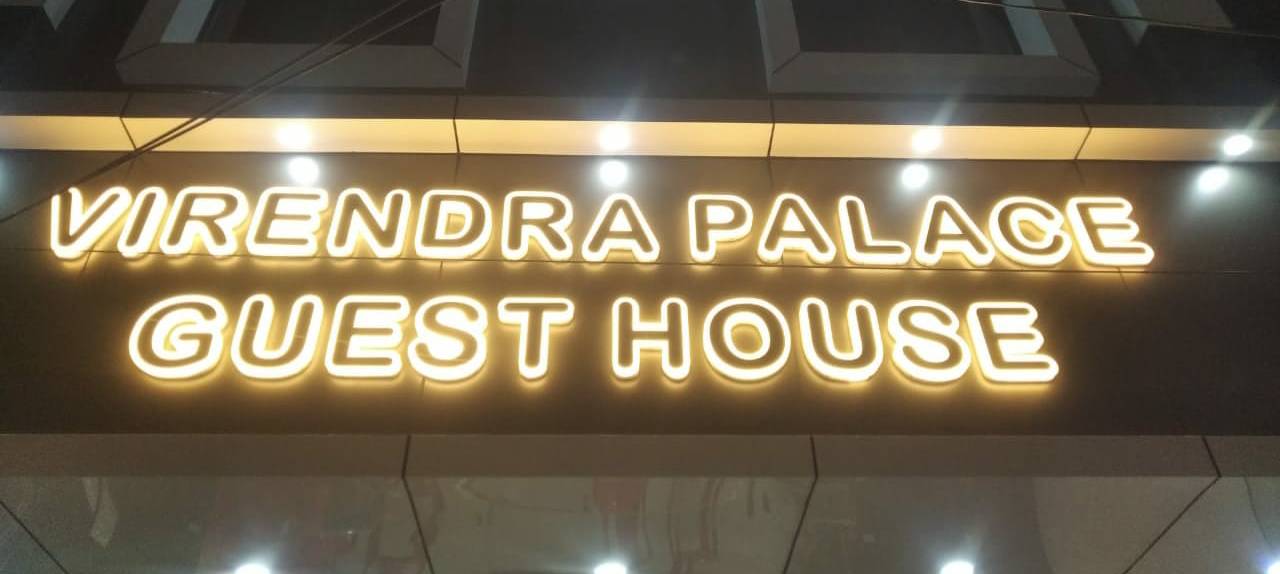 VIRENDRA PALACE
GUEST HOUSE